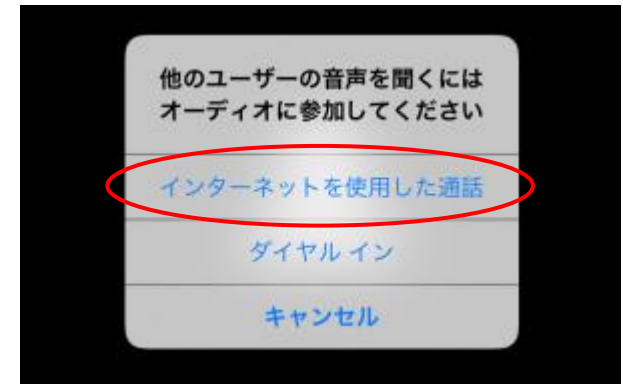 他のユーザーの音声を聞くには
オーディオに参加してください
インターネットを使用した通話
ダイヤル イン
キャンセル